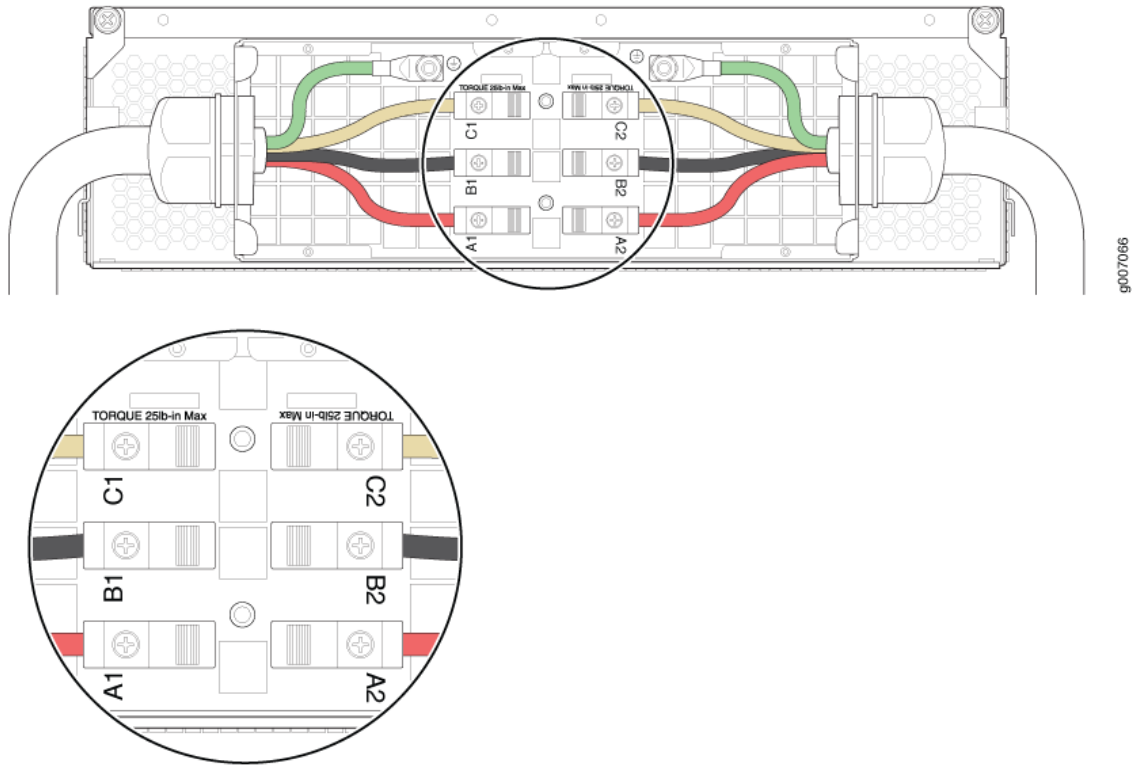 TORQUE 25lb-in Max
TORQUE 25lb-in Max
C1
C2
B1
B2
A1
A2
g007066
TORQUE 25lb-in Max
TORQUE 25lb-in Max
C1
C2
B1
B2
A1
A2